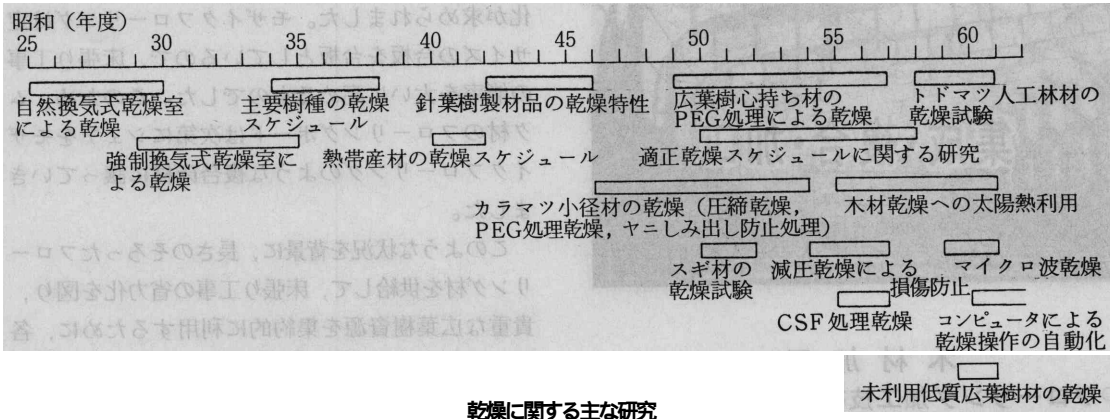 昭和（年度）
25 30 35 40 45 50 55 60
自然換気式乾燥室
による乾燥
主要樹種の乾燥
スケジュール
針葉樹製材品の乾燥特性
広葉樹心持ち材の
PEG処理による乾燥
トドマツ人工林材の
乾燥試験
強制換気式乾燥室に
よる乾燥
熱帯産材の乾燥スケジュール
適正乾燥スケジュールに関する研究
カラマツ小径材の乾燥（圧締乾燥，
PEG処理乾燥，ヤニしみ出し防止処理）
木材乾燥への太陽熱利用
スギ材の
乾燥試験
減圧乾燥による
損傷防止
マイクロ波乾燥
CSF処理乾燥
コンピュータによる
乾燥操作の自動化
未利用低質広葉樹材の乾燥
乾燥に関する主な研究